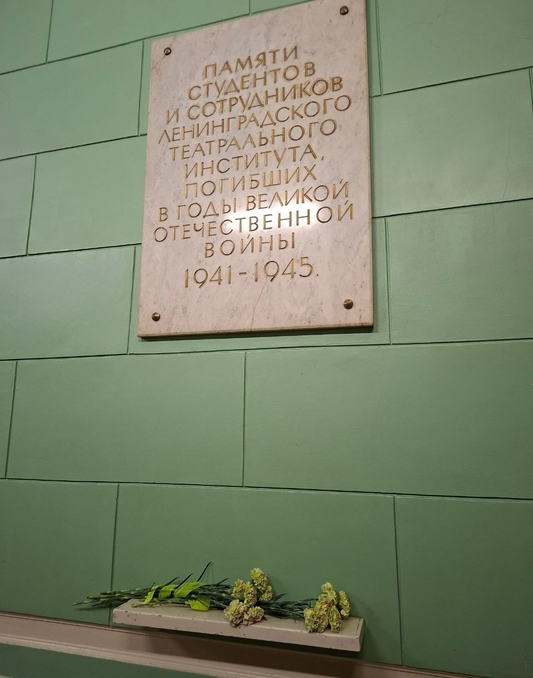 ПАМЯТИ
СТУДЕНТОВ
И СОТРУДНИКОВ
ЛЕНИНГРАДСКОГО
ТЕАТРАЛЬНОГО
ИНСТИТУТА,
ПОГИБШИХ
В ГОДЫ ВЕЛИКОЙ
ОТЕЧЕСТВЕННОЙ
ВОЙНЫ
1941-1945.